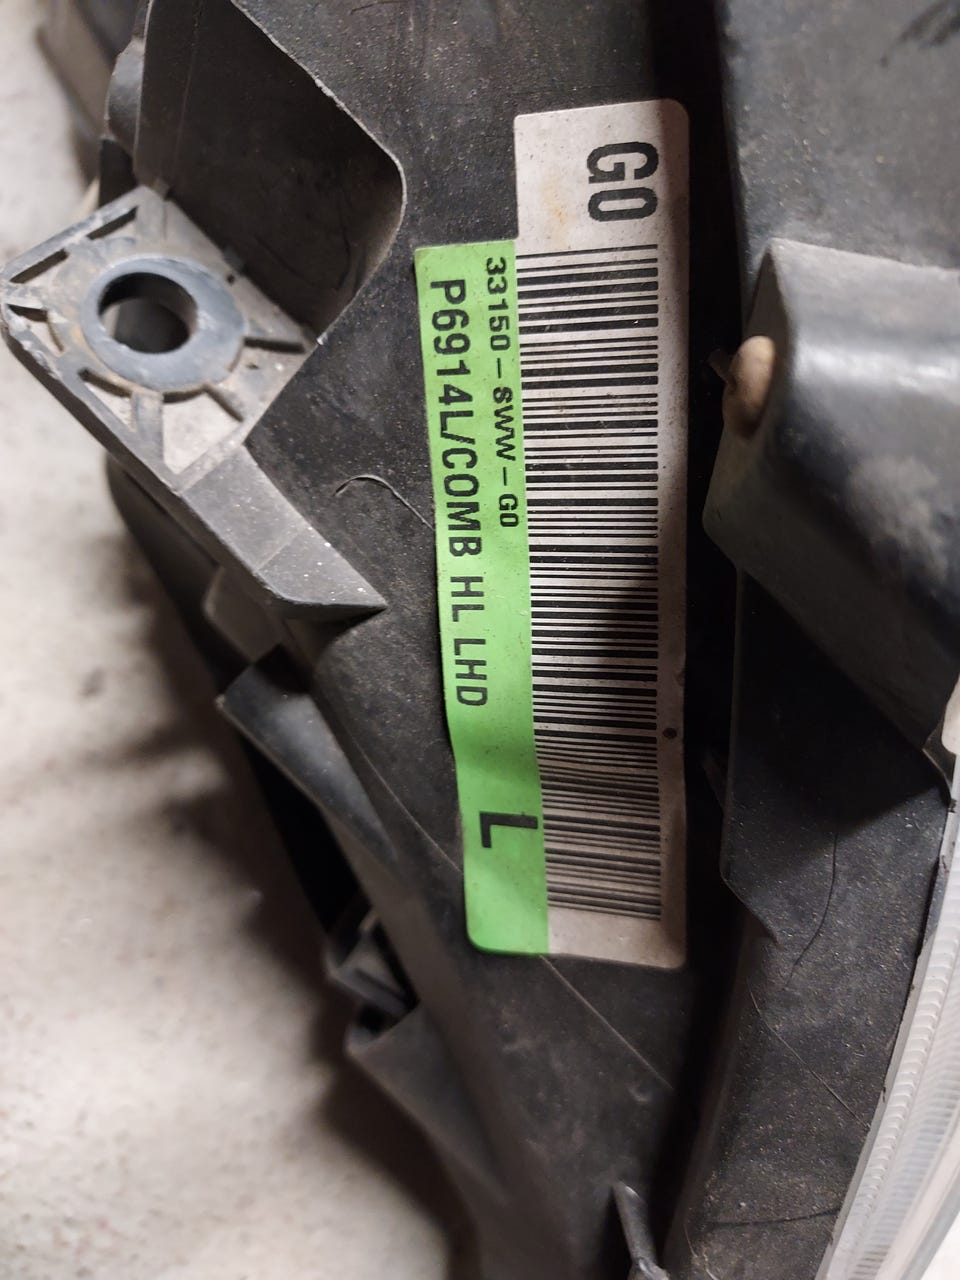 G0
33150-SWW-G0
P6914L/COMB HL LHD
L